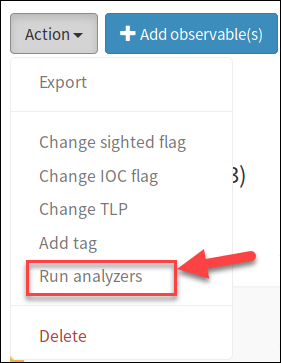 Action
+ Add observable(s)
Export
Change sighted flag
Change IOC flag
3)
Change TLP
Add tag
Run analyzers
Delete